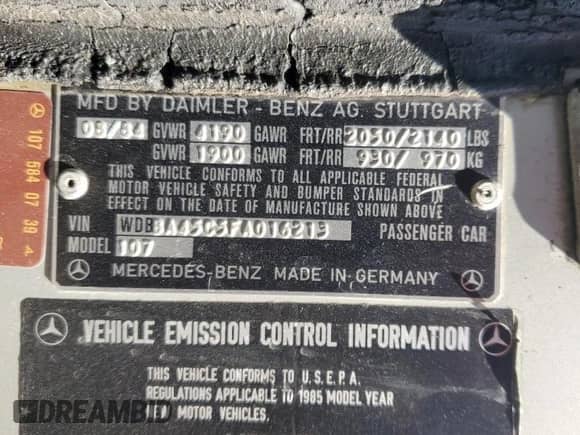 MFD BY DAIMLER - BENZ AG. STUTTGART
08/84 GVWR 4190 GAWR FRT/RR 2050/2140 LBS
GVWR 1900 GAWR FRT/RR 930/ 970 KG
THIS VEHICLE CONFORMS TO ALL APPLICABLE FEDERAL
MOTOR VEHICLE SAFETY AND BUMPER STANDARDS IN
EFFECT ON THE DATE OF MANUFACTURE SHOWN ABOVE.
VIN WDBBA45C5FA016219 PASSENGER CAR
MODEL 107
MERCEDES-BENZ MADE IN GERMANY
107 584 07 39
VEHICLE EMISSION CONTROL INFORMATION
THIS VEHICLE CONFORMS TO U.S.E.P.A.
REGULATIONS APPLICABLE TO 1985 MODEL YEAR
NEW MOTOR VEHICLES.
DREAMBID